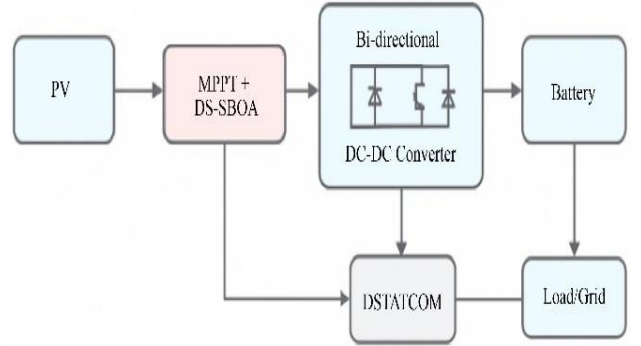 PV
MPPT +
DS-SBOA
Bi-directional
DC-DC Converter
Battery
DSTATCOM
Load/Grid